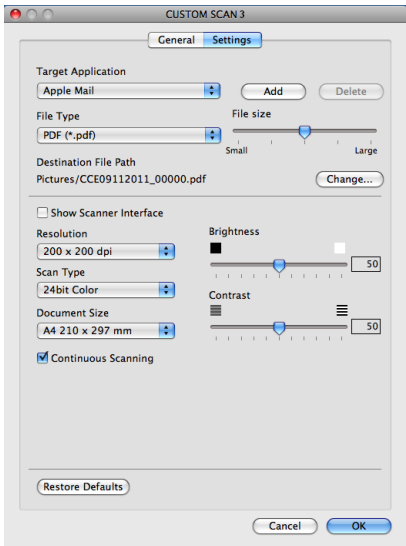 CUSTOM SCAN 3
General Settings
Target Application
Apple Mail Add Delete
File Type File size
PDF (*.pdf)
Small Large
Destination File Path
Pictures/CCE09112011_00000.pdf Change...
Show Scanner Interface
Resolution Brightness
200 x 200 dpi 50
Scan Type
24bit Color
Contrast
Document Size
A4 210 x 297 mm 50
Continuous Scanning
Restore Defaults
Cancel OK